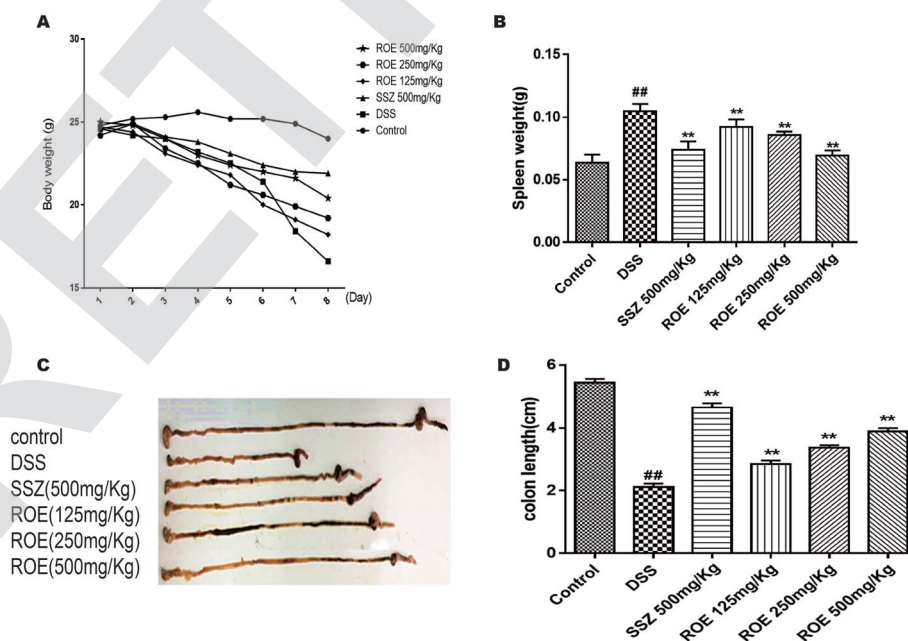 A
30
25
20
15
Body weight (g)
1 2 3 4 5 6 7 8 (Day)
ROE 500mg/Kg
ROE 250mg/Kg
ROE 125mg/Kg
SSZ 500mg/Kg
DSS
Control
B
0.15
0.10
0.05
0.00
Spleen weight(g)
##
**
**
**
**
Control
DSS
SSZ 500mg/Kg
ROE 125mg/Kg
ROE 250mg/Kg
ROE 500mg/Kg
C
control
DSS
SSZ(500mg/Kg)
ROE(125mg/Kg)
ROE(250mg/Kg)
ROE(500mg/Kg)
D
6
4
2
0
colon length(cm)
##
**
**
**
**
Control
DSS
SSZ 500mg/Kg
ROE 125mg/Kg
ROE 250mg/Kg
ROE 500mg/Kg